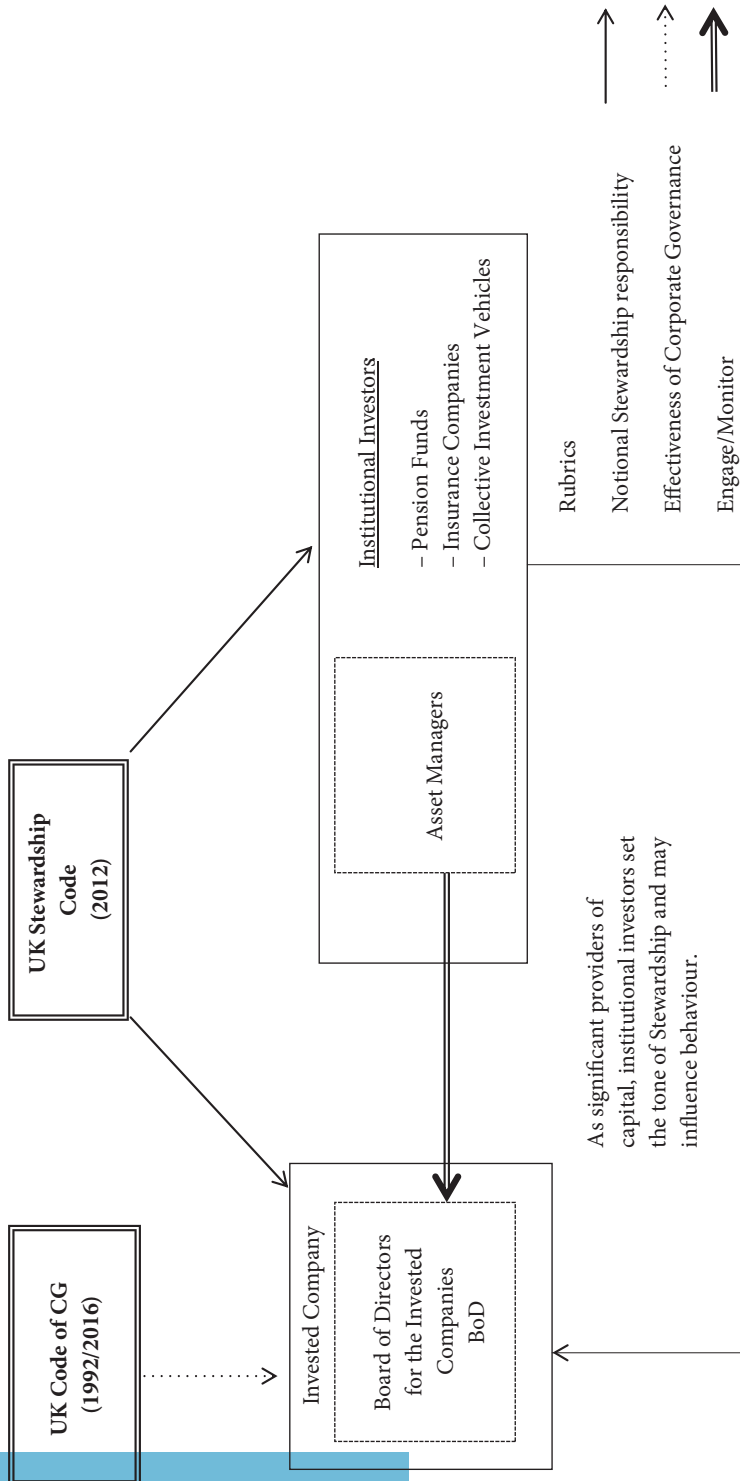 UK Code of CG
(1992/2016)
UK Stewardship
Code
(2012)
Invested Company
Board of Directors
for the Invested
Companies
BoD
Asset Managers
Institutional Investors
– Pension Funds
– Insurance Companies
– Collective Investment Vehicles
As significant providers of
capital, institutional investors set
the tone of Stewardship and may
influence behaviour.
Rubrics
Notional Stewardship responsibility
Effectiveness of Corporate Governance
Engage/Monitor